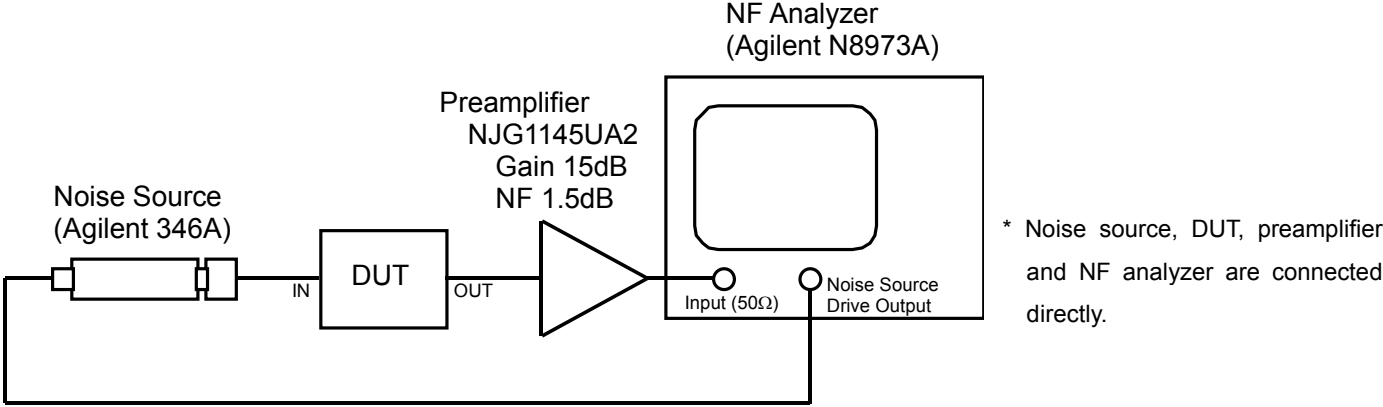 NF Analyzer
(Agilent N8973A)
Preamplifier
NJG1145UA2
Gain 15dB
NF 1.5dB
Noise Source
(Agilent 346A)
DUT
IN
OUT
Input (50Ω)
Noise Source
Drive Output
* Noise source, DUT, preamplifier
and NF analyzer are connected
directly.